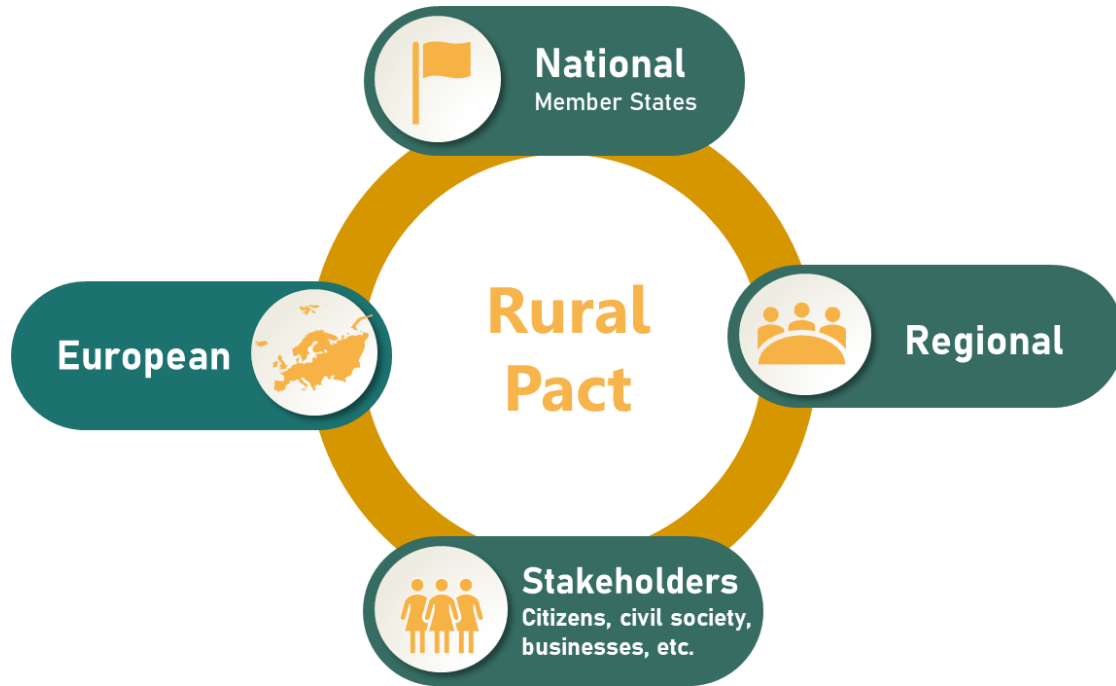 National
Member States
European
Rural
Pact
Regional
Stakeholders
Citizens, civil society,
businesses, etc.